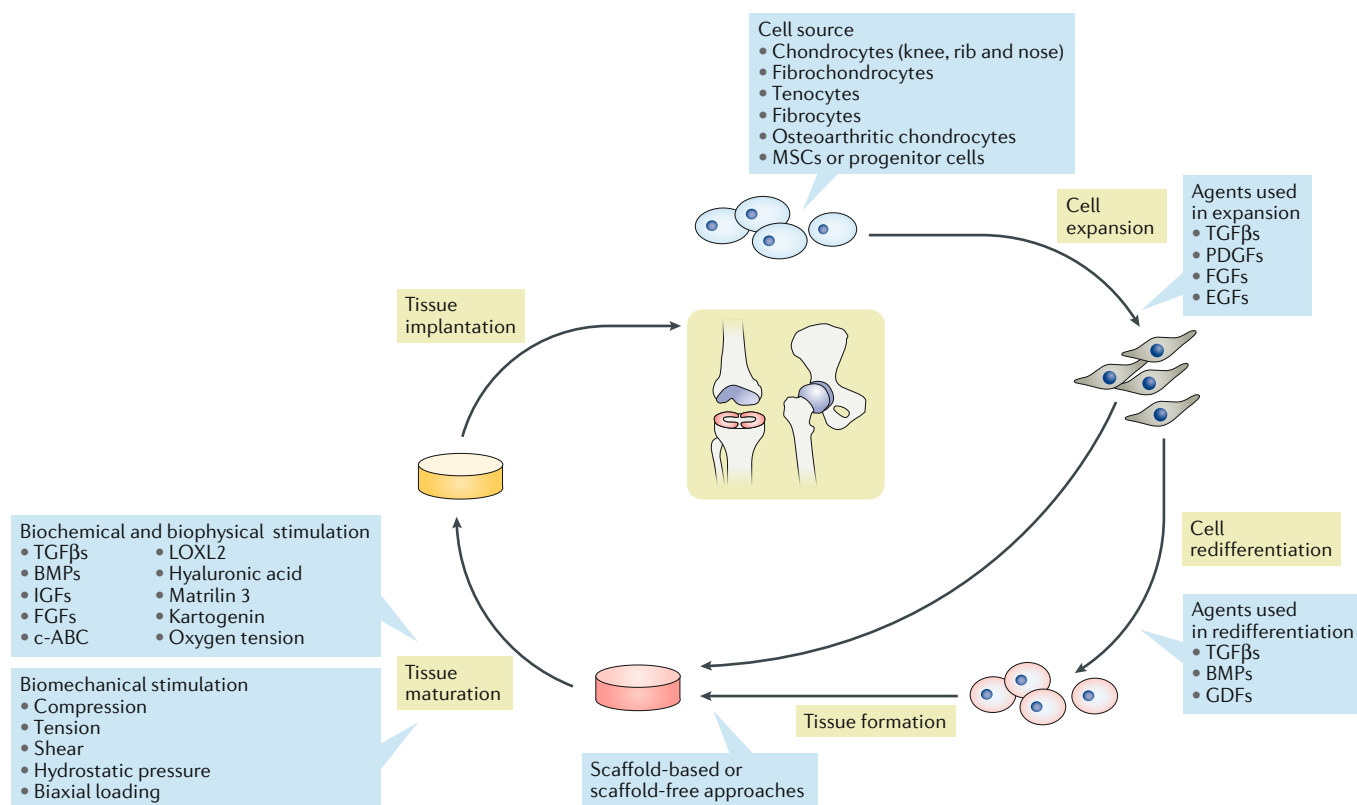 Cell source
• Chondrocytes (knee, rib and nose)
• Fibrochondrocytes
• Tenocytes
• Fibrocytes
• Osteoarthritic chondrocytes
• MSCs or progenitor cells
Cell
expansion
Agents used
in expansion
• TGFβs
• PDGFs
• FGFs
• EGFs
Tissue
implantation
Cell
redifferentiation
Agents used
in redifferentiation
• TGFβs
• BMPs
• GDFs
Biochemical and biophysical stimulation
• TGFβs
• BMPs
• IGFs
• FGFs
• c-ABC
• LOXL2
• Hyaluronic acid
• Matrilin 3
• Kartogenin
• Oxygen tension
Tissue
maturation
Biomechanical stimulation
• Compression
• Tension
• Shear
• Hydrostatic pressure
• Biaxial loading
Tissue formation
Scaffold-based or
scaffold-free approaches